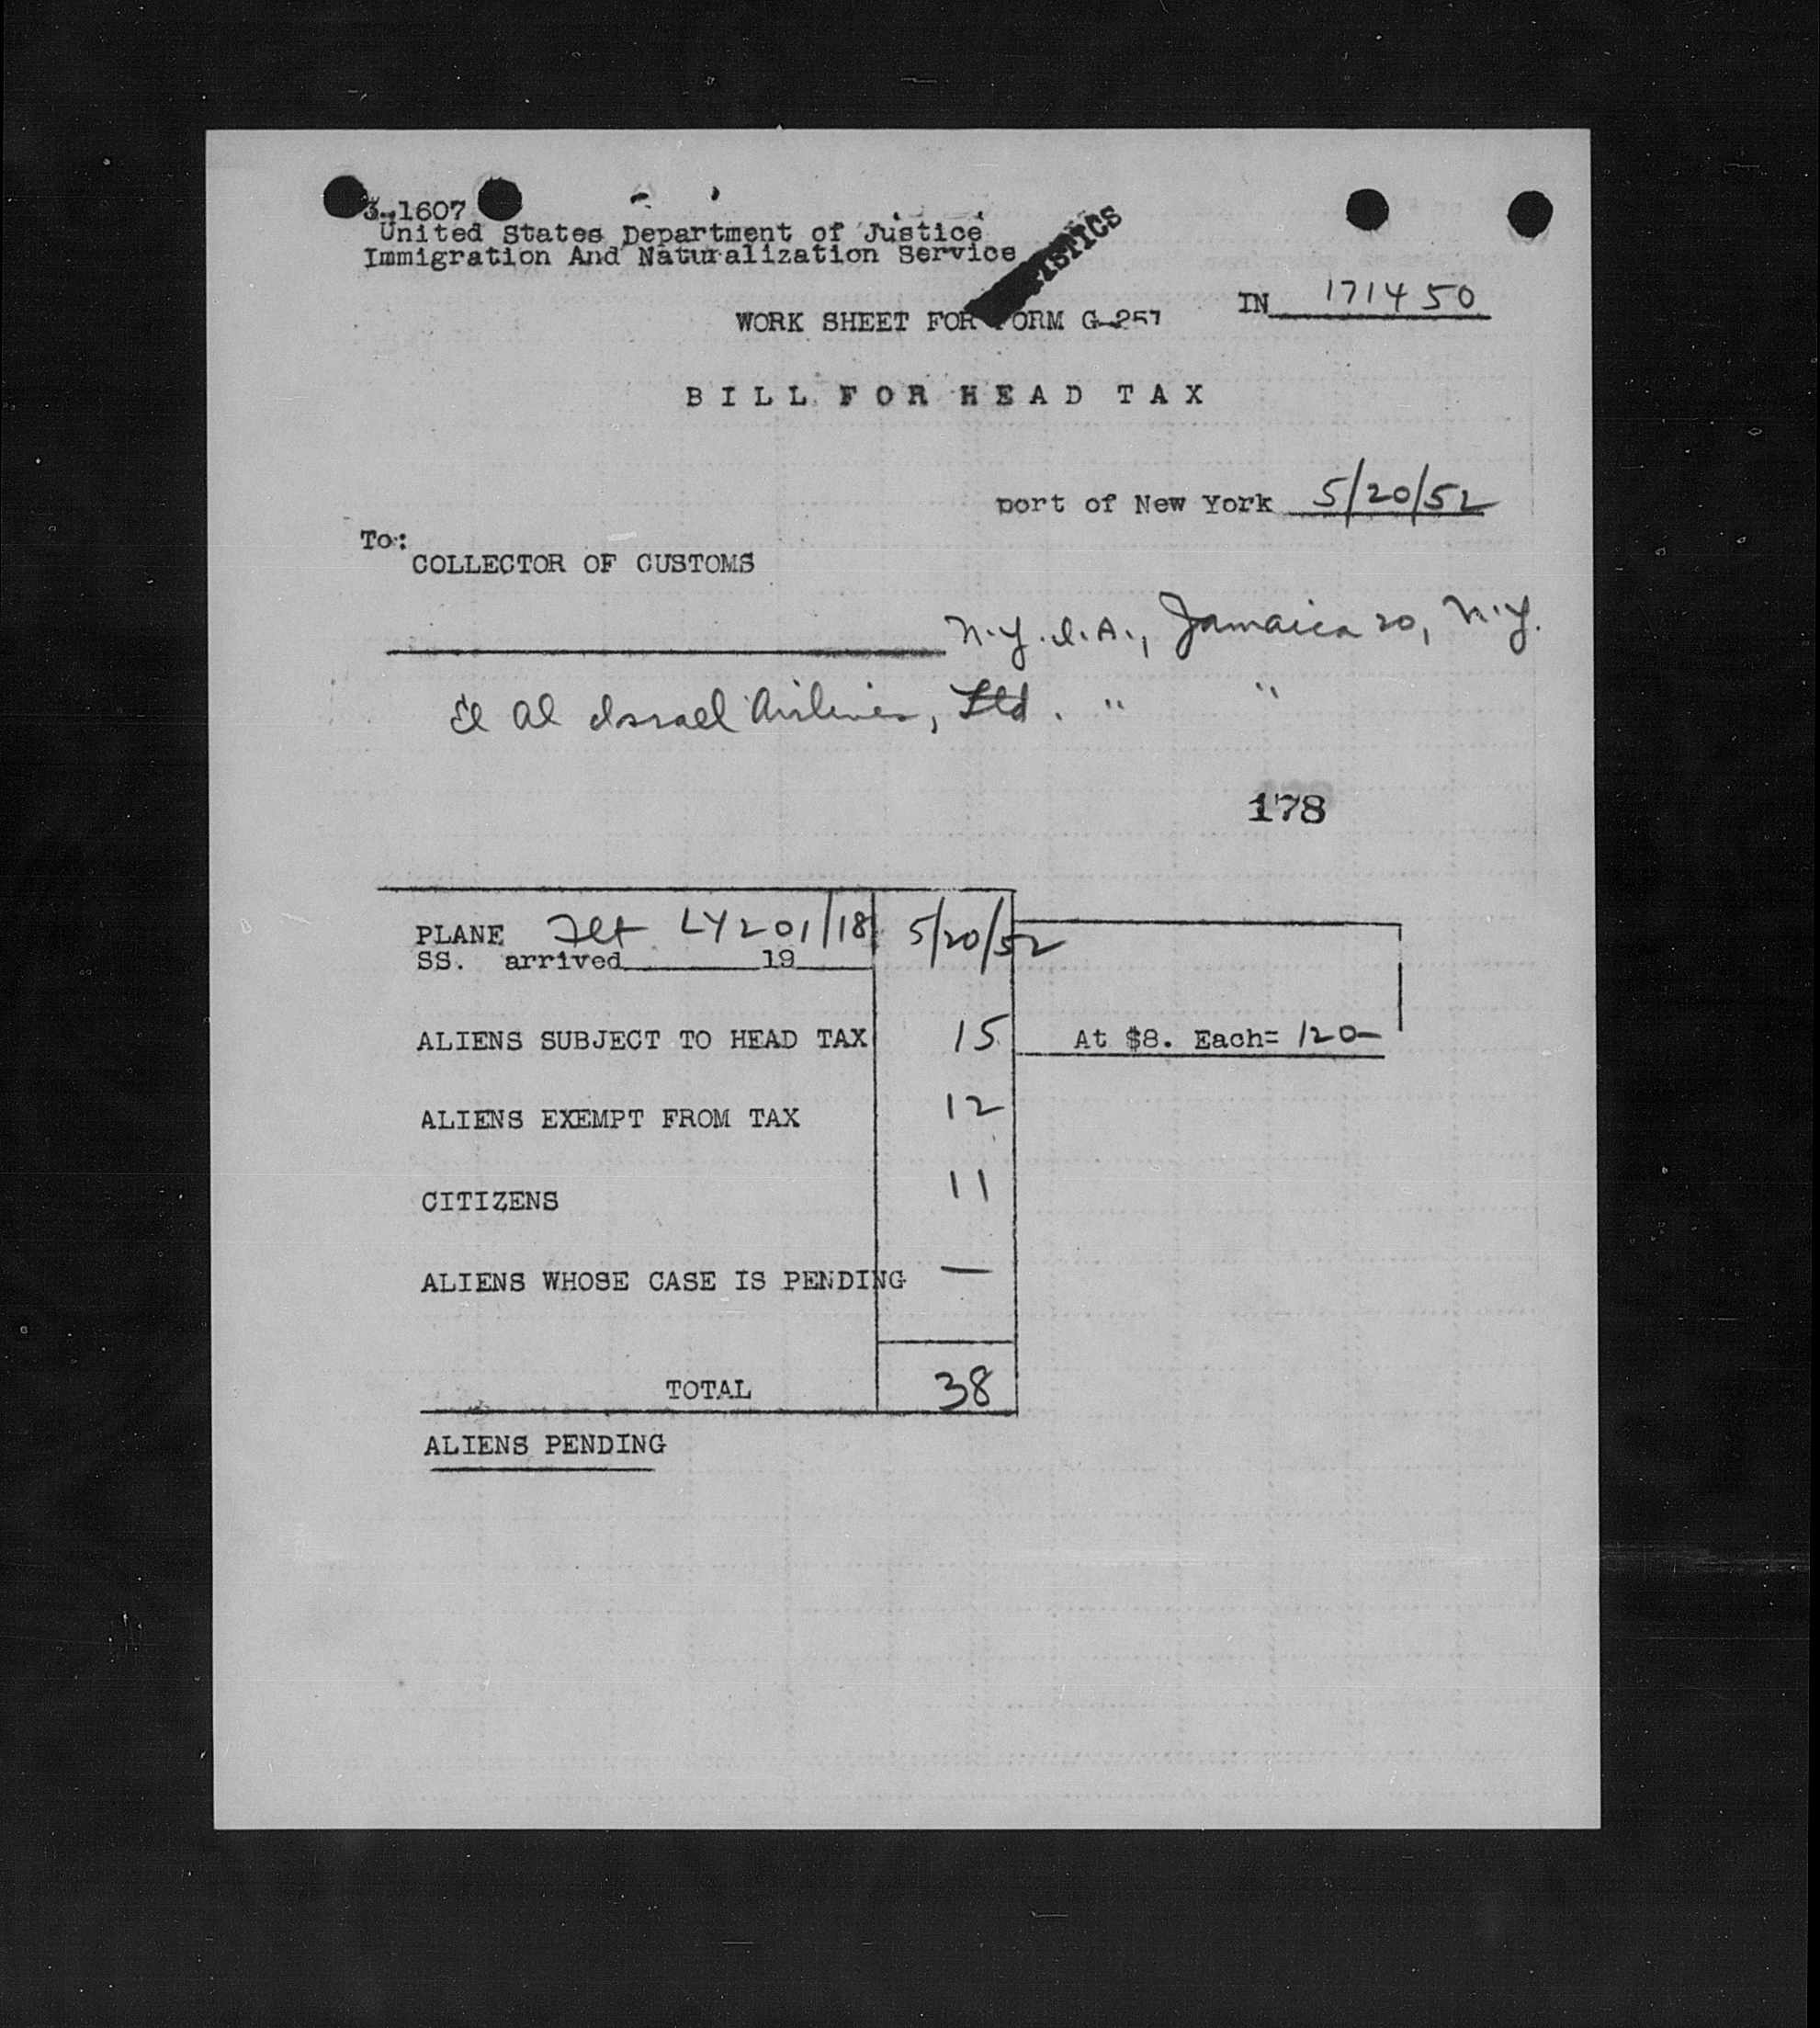 3-1607
United States Department of Justice
Immigration And Naturalization Service
WORK SHEET FOR FORM G-257
IN 171450
BILL FOR HEAD TAX
port of New York 5/20/52
To:
COLLECTOR OF CUSTOMS
N.Y.I.A., Jamaica 20, N.Y.
El Al Israel Airlines, Ltd. " "
178
PLANE Flt LY201/18 5/20/52
SS. arrived 19
ALIENS SUBJECT TO HEAD TAX 15 At $8. Each= 120-
ALIENS EXEMPT FROM TAX 12
CITIZENS 11
ALIENS WHOSE CASE IS PENDING —
TOTAL 38
ALIENS PENDING